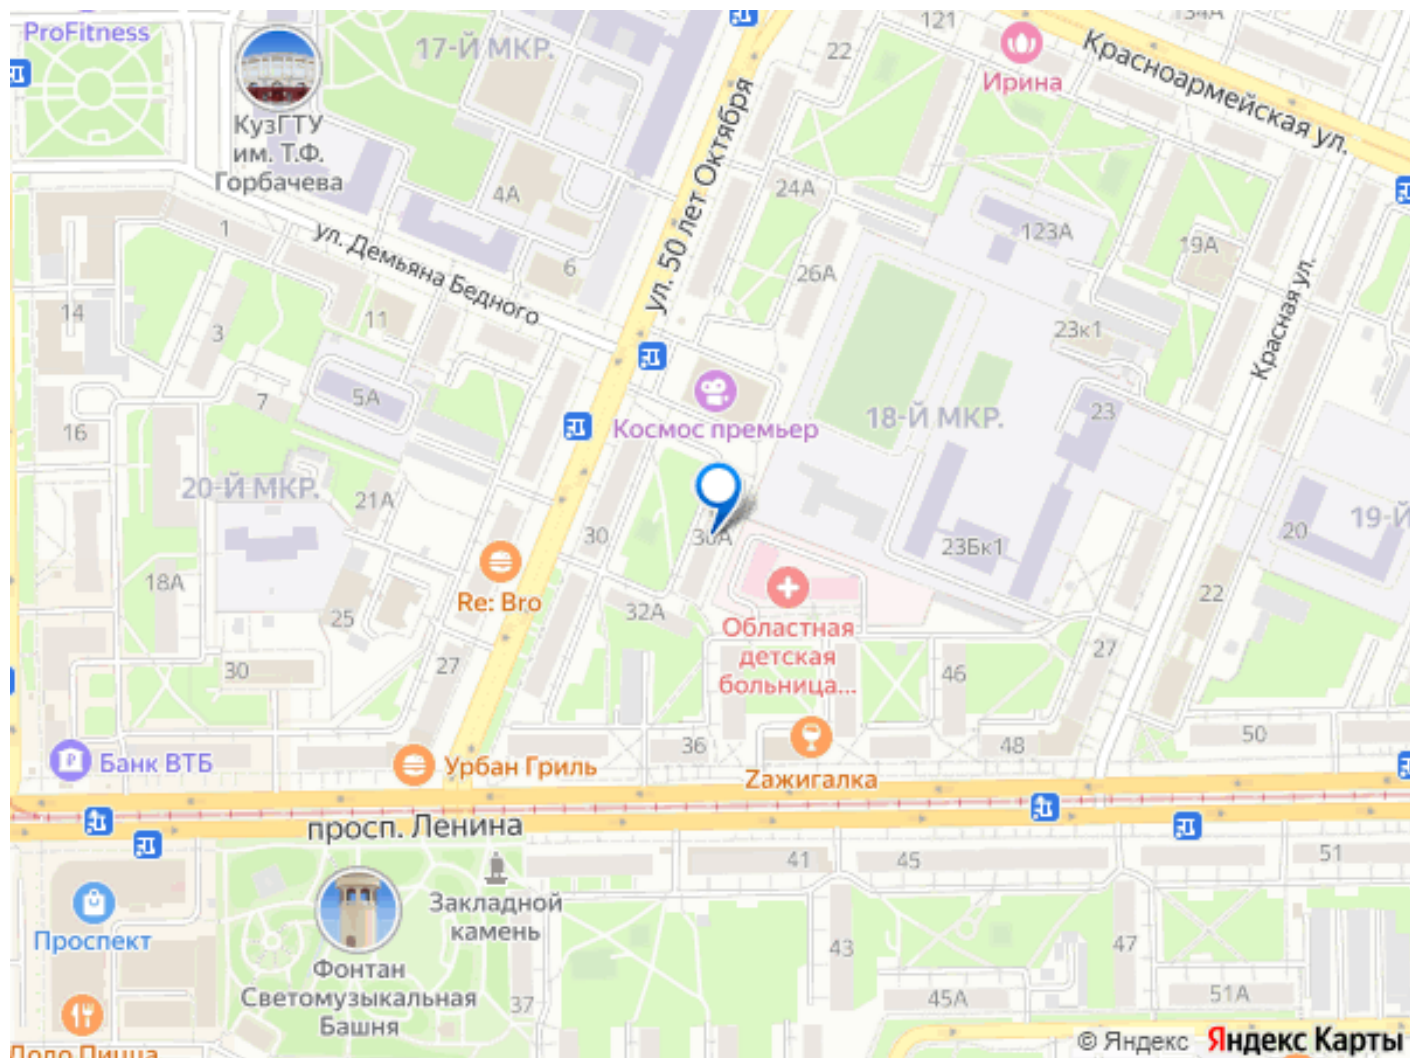 ProFitness
КузГТУ
им. Т.Ф.
Горбачева
17-Й МКР.
121
134А
22
Ирина
Красноармейская ул.
4А
24А
ул. 50 лет Октября
1
ул. Демьяна Бедного
6
26А
123А
19А
14
3
11
23к1
Красная ул.
7
5А
Космос премьер
18-Й МКР.
23
16
20-Й МКР.
21А
30
30А
23Бк1
20
19-Й
18А
Re: Bro
25
32А
Областная
детская
больница...
22
30
27
46
27
Банк ВТБ
Урбан Гриль
36
Zажигалка
48
50
просп. Ленина
41
45
51
Проспект
Закладной
камень
Фонтан
Светомузыкальная
Башня
37
43
47
45А
51А
Додо Пицца
© Яндекс Яндекс Карты